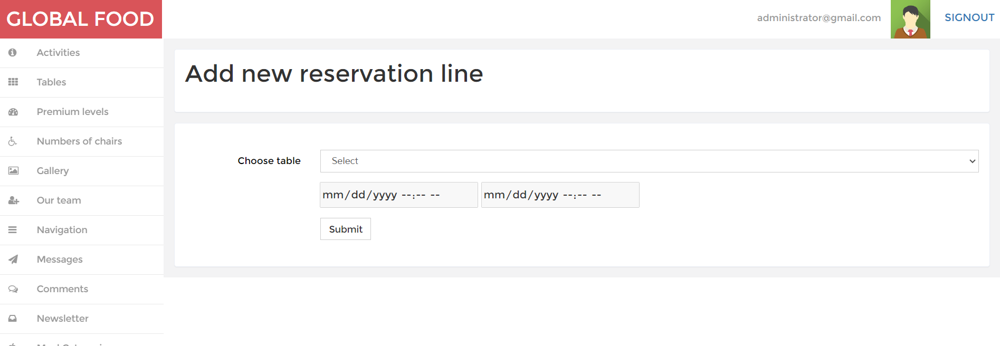 GLOBAL FOOD
administrator@gmail.com
SIGNOUT
Activities
Tables
Premium levels
Numbers of chairs
Gallery
Our team
Navigation
Messages
Comments
Newsletter
Add new reservation line
Choose table
Select
mm/dd/yyyy --:-- --
mm/dd/yyyy --:-- --
Submit